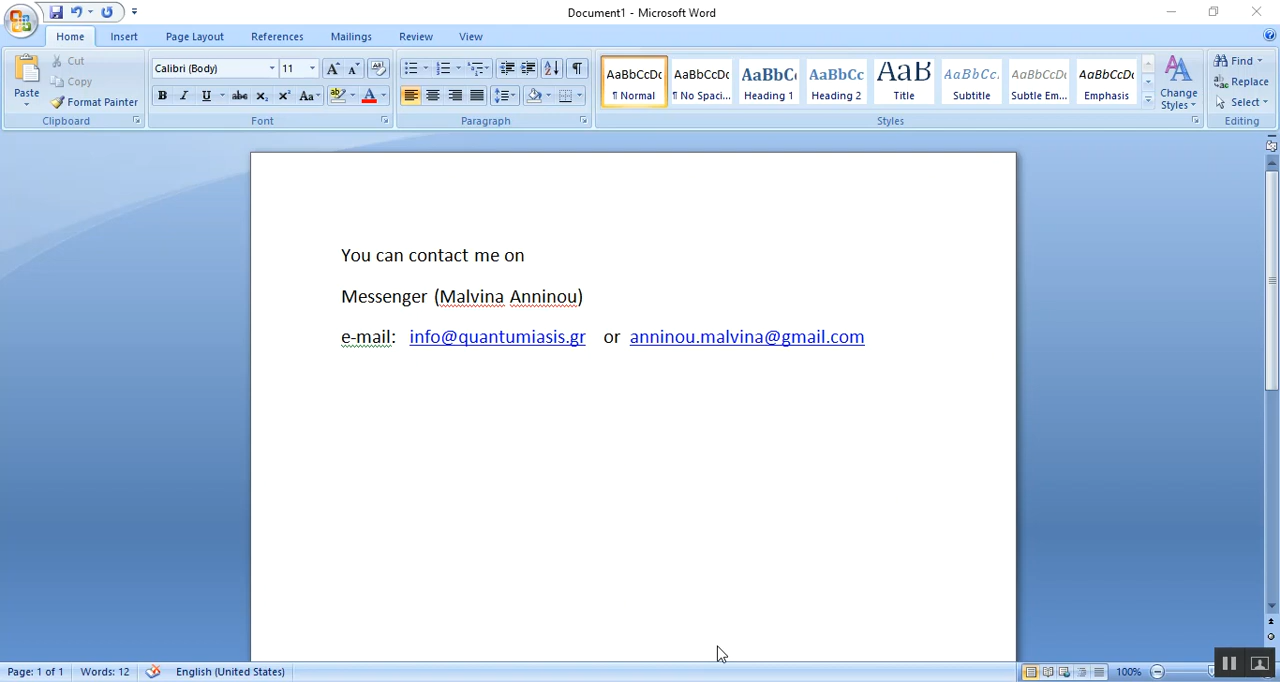 Document1 - Microsoft Word
Home Insert Page Layout References Mailings Review View
Paste
Cut
Copy
Format Painter
Clipboard
Calibri (Body) 11
Font
Paragraph
AaBbCcDc AaBbCcDc AaBbCc AaBbCc AaB AaBbCc. AaBbCcDc AaBbCcDc
¶ Normal ¶ No Spaci... Heading 1 Heading 2 Title Subtitle Subtle Em... Emphasis
Change Styles
Styles
Find
Replace
Select
Editing
You can contact me on
Messenger (Malvina Anninou)
e-mail: info@quantumiasis.gr or anninou.malvina@gmail.com
Page: 1 of 1 Words: 12 English (United States) 100%